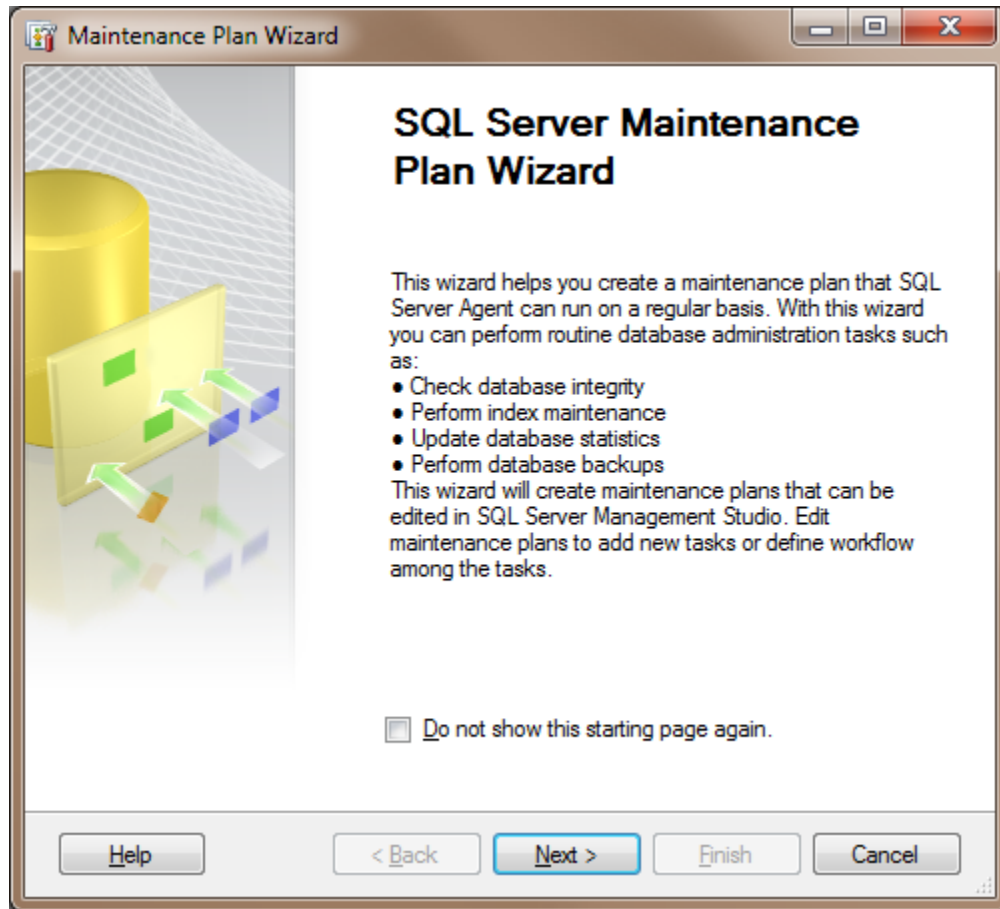 Maintenance Plan Wizard
SQL Server Maintenance
Plan Wizard
This wizard helps you create a maintenance plan that SQL
Server Agent can run on a regular basis. With this wizard
you can perform routine database administration tasks such
as:
● Check database integrity
● Perform index maintenance
● Update database statistics
● Perform database backups
This wizard will create maintenance plans that can be
edited in SQL Server Management Studio. Edit
maintenance plans to add new tasks or define workflow
among the tasks.
Do not show this starting page again.
Help < Back Next > Finish Cancel